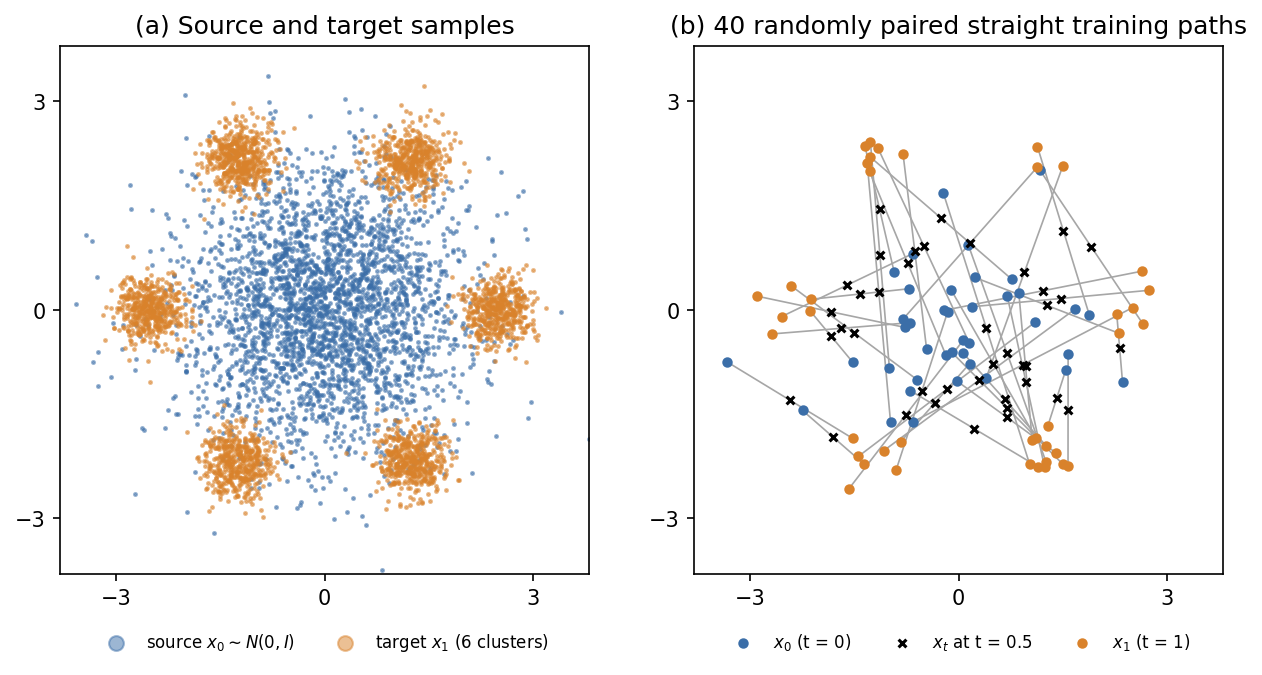 (a) Source and target samples
3
0
−3
−3
0
3
source x₀ ∼ N(0, I)
target x₁ (6 clusters)
(b) 40 randomly paired straight training paths
3
0
−3
−3
0
3
x₀ (t = 0)
xₜ at t = 0.5
x₁ (t = 1)